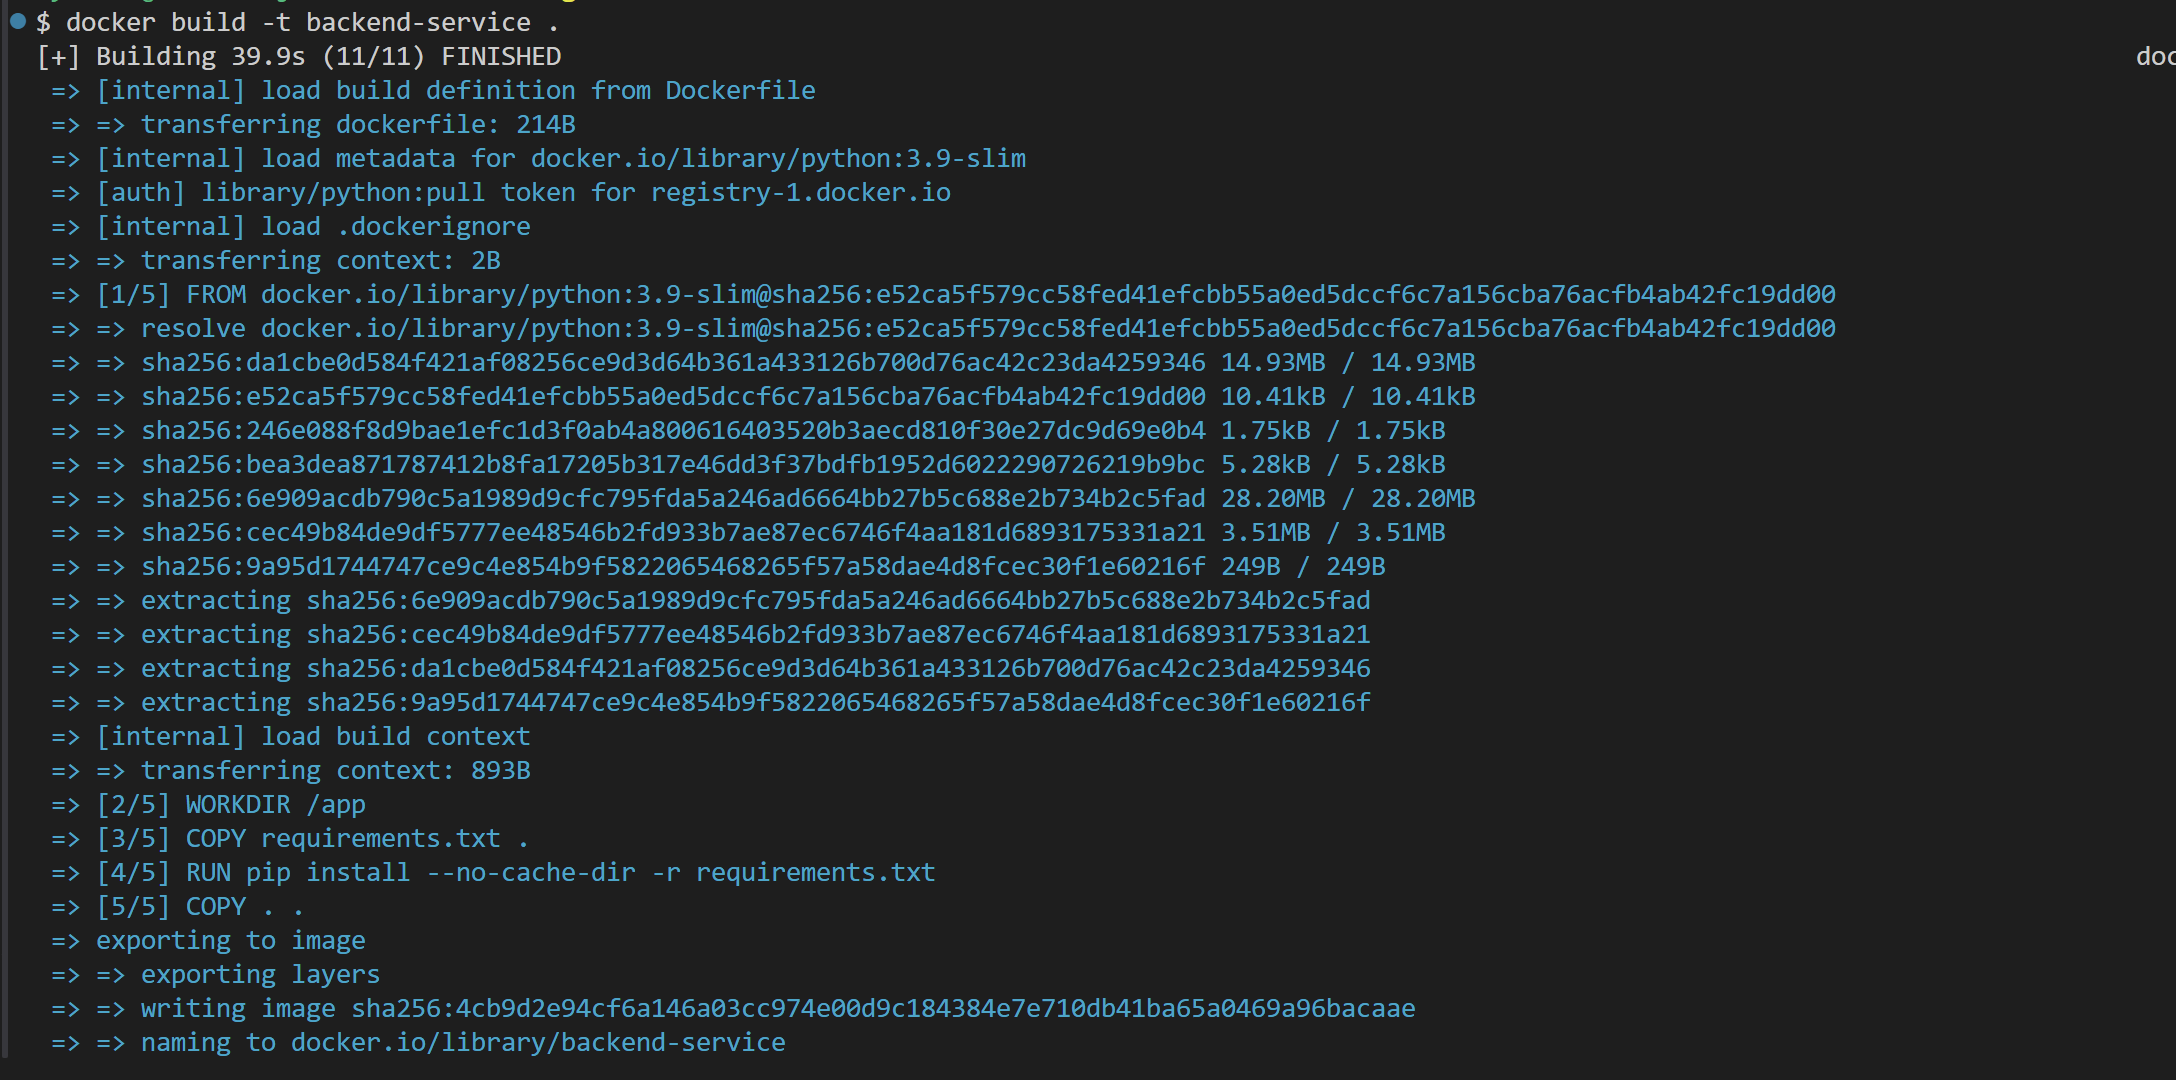 $ docker build -t backend-service .
[+] Building 39.9s (11/11) FINISHED doc
=> [internal] load build definition from Dockerfile
=> => transferring dockerfile: 214B
=> [internal] load metadata for docker.io/library/python:3.9-slim
=> [auth] library/python:pull token for registry-1.docker.io
=> [internal] load .dockerignore
=> => transferring context: 2B
=> [1/5] FROM docker.io/library/python:3.9-slim@sha256:e52ca5f579cc58fed41efcbb55a0ed5dccf6c7a156cba76acfb4ab42fc19dd00
=> => resolve docker.io/library/python:3.9-slim@sha256:e52ca5f579cc58fed41efcbb55a0ed5dccf6c7a156cba76acfb4ab42fc19dd00
=> => sha256:da1cbe0d584f421af08256ce9d3d64b361a433126b700d76ac42c23da4259346 14.93MB / 14.93MB
=> => sha256:e52ca5f579cc58fed41efcbb55a0ed5dccf6c7a156cba76acfb4ab42fc19dd00 10.41kB / 10.41kB
=> => sha256:246e088f8d9bae1efc1d3f0ab4a800616403520b3aecd810f30e27dc9d69e0b4 1.75kB / 1.75kB
=> => sha256:bea3dea871787412b8fa17205b317e46dd3f37bdfb1952d6022290726219b9bc 5.28kB / 5.28kB
=> => sha256:6e909acdb790c5a1989d9cfc795fda5a246ad6664bb27b5c688e2b734b2c5fad 28.20MB / 28.20MB
=> => sha256:cec49b84de9df5777ee48546b2fd933b7ae87ec6746f4aa181d6893175331a21 3.51MB / 3.51MB
=> => sha256:9a95d1744747ce9c4e854b9f5822065468265f57a58dae4d8fcec30f1e60216f 249B / 249B
=> => extracting sha256:6e909acdb790c5a1989d9cfc795fda5a246ad6664bb27b5c688e2b734b2c5fad
=> => extracting sha256:cec49b84de9df5777ee48546b2fd933b7ae87ec6746f4aa181d6893175331a21
=> => extracting sha256:da1cbe0d584f421af08256ce9d3d64b361a433126b700d76ac42c23da4259346
=> => extracting sha256:9a95d1744747ce9c4e854b9f5822065468265f57a58dae4d8fcec30f1e60216f
=> [internal] load build context
=> => transferring context: 893B
=> [2/5] WORKDIR /app
=> [3/5] COPY requirements.txt .
=> [4/5] RUN pip install --no-cache-dir -r requirements.txt
=> [5/5] COPY . .
=> exporting to image
=> => exporting layers
=> => writing image sha256:4cb9d2e94cf6a146a03cc974e00d9c184384e7e710db41ba65a0469a96bacaae
=> => naming to docker.io/library/backend-service